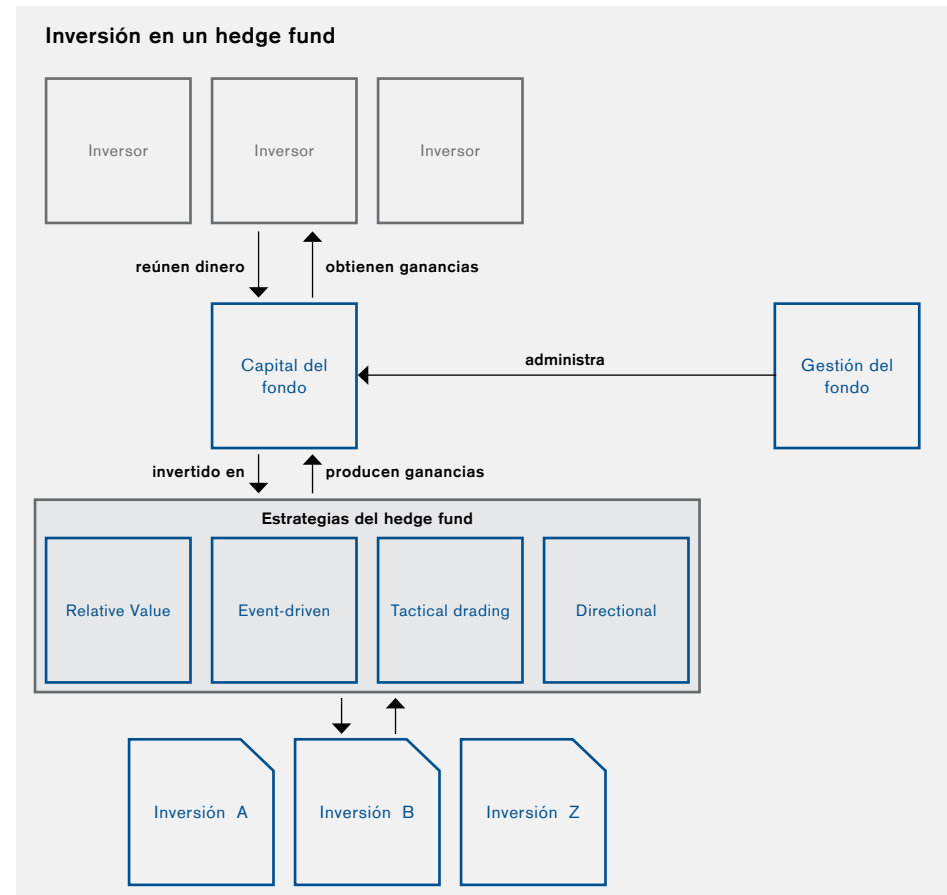 Inversión en un hedge fund
Inversor
Inversor
Inversor
reúnen dinero
obtienen ganancias
Capital del
fondo
administra
Gestión del
fondo
invertido en
producen ganancias
Estrategias del hedge fund
Relative Value
Event-driven
Tactical drading
Directional
Inversión A
Inversión B
Inversión Z